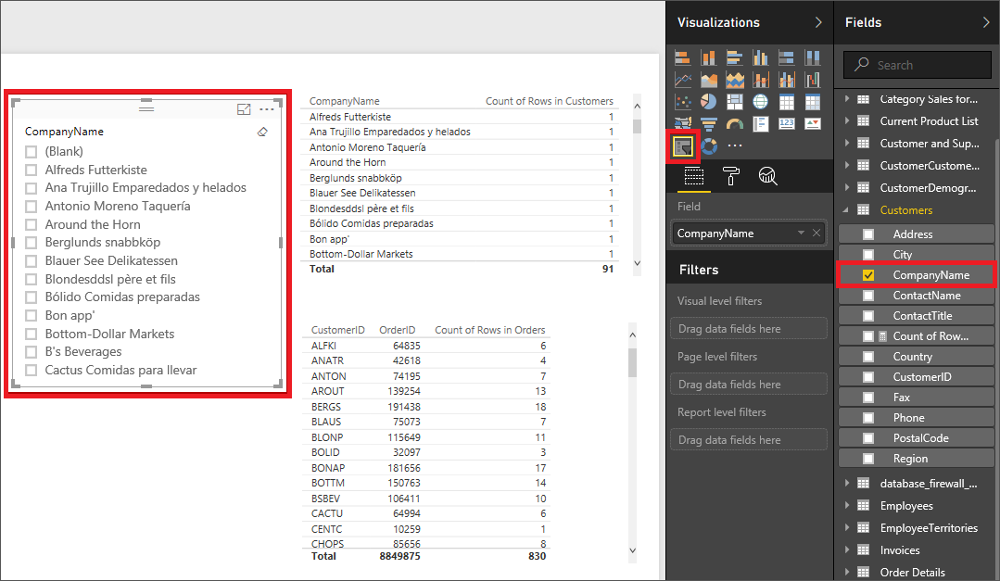 CompanyName
(Blank)
Alfreds Futterkiste
Ana Trujillo Emparedados y helados
Antonio Moreno Taquería
Around the Horn
Berglunds snabbköp
Blauer See Delikatessen
Blondesddsl père et fils
Bólido Comidas preparadas
Bon app'
Bottom-Dollar Markets
B's Beverages
Cactus Comidas para llevar
CompanyName Count of Rows in Customers
Alfreds Futterkiste 1
Ana Trujillo Emparedados y helados 1
Antonio Moreno Taquería 1
Around the Horn 1
Berglunds snabbköp 1
Blauer See Delikatessen 1
Blondesddsl père et fils 1
Bólido Comidas preparadas 1
Bon app' 1
Bottom-Dollar Markets 1
Total 91
CustomerID OrderID Count of Rows in Orders
ALFKI 64835 6
ANATR 42618 4
ANTON 74195 7
AROUT 139254 13
BERGS 191438 18
BLAUS 75073 7
BLONP 115649 11
BOLID 32097 3
BONAP 181656 17
BOTTM 150763 14
BSBEV 106411 10
CACTU 64994 6
CENTC 10259 1
CHOPS 85656 8
Total 8849875 830
Visualizations
123
Field
CompanyName
Filters
Visual level filters
Drag data fields here
Page level filters
Drag data fields here
Report level filters
Drag data fields here
Fields
Search
Category Sales for...
Current Product List
Customer and Sup...
CustomerCustome...
CustomerDemogr...
Customers
Address
City
CompanyName
ContactName
ContactTitle
Count of Row...
Country
CustomerID
Fax
Phone
PostalCode
Region
database_firewall_...
Employees
EmployeeTerritories
Invoices
Order Details